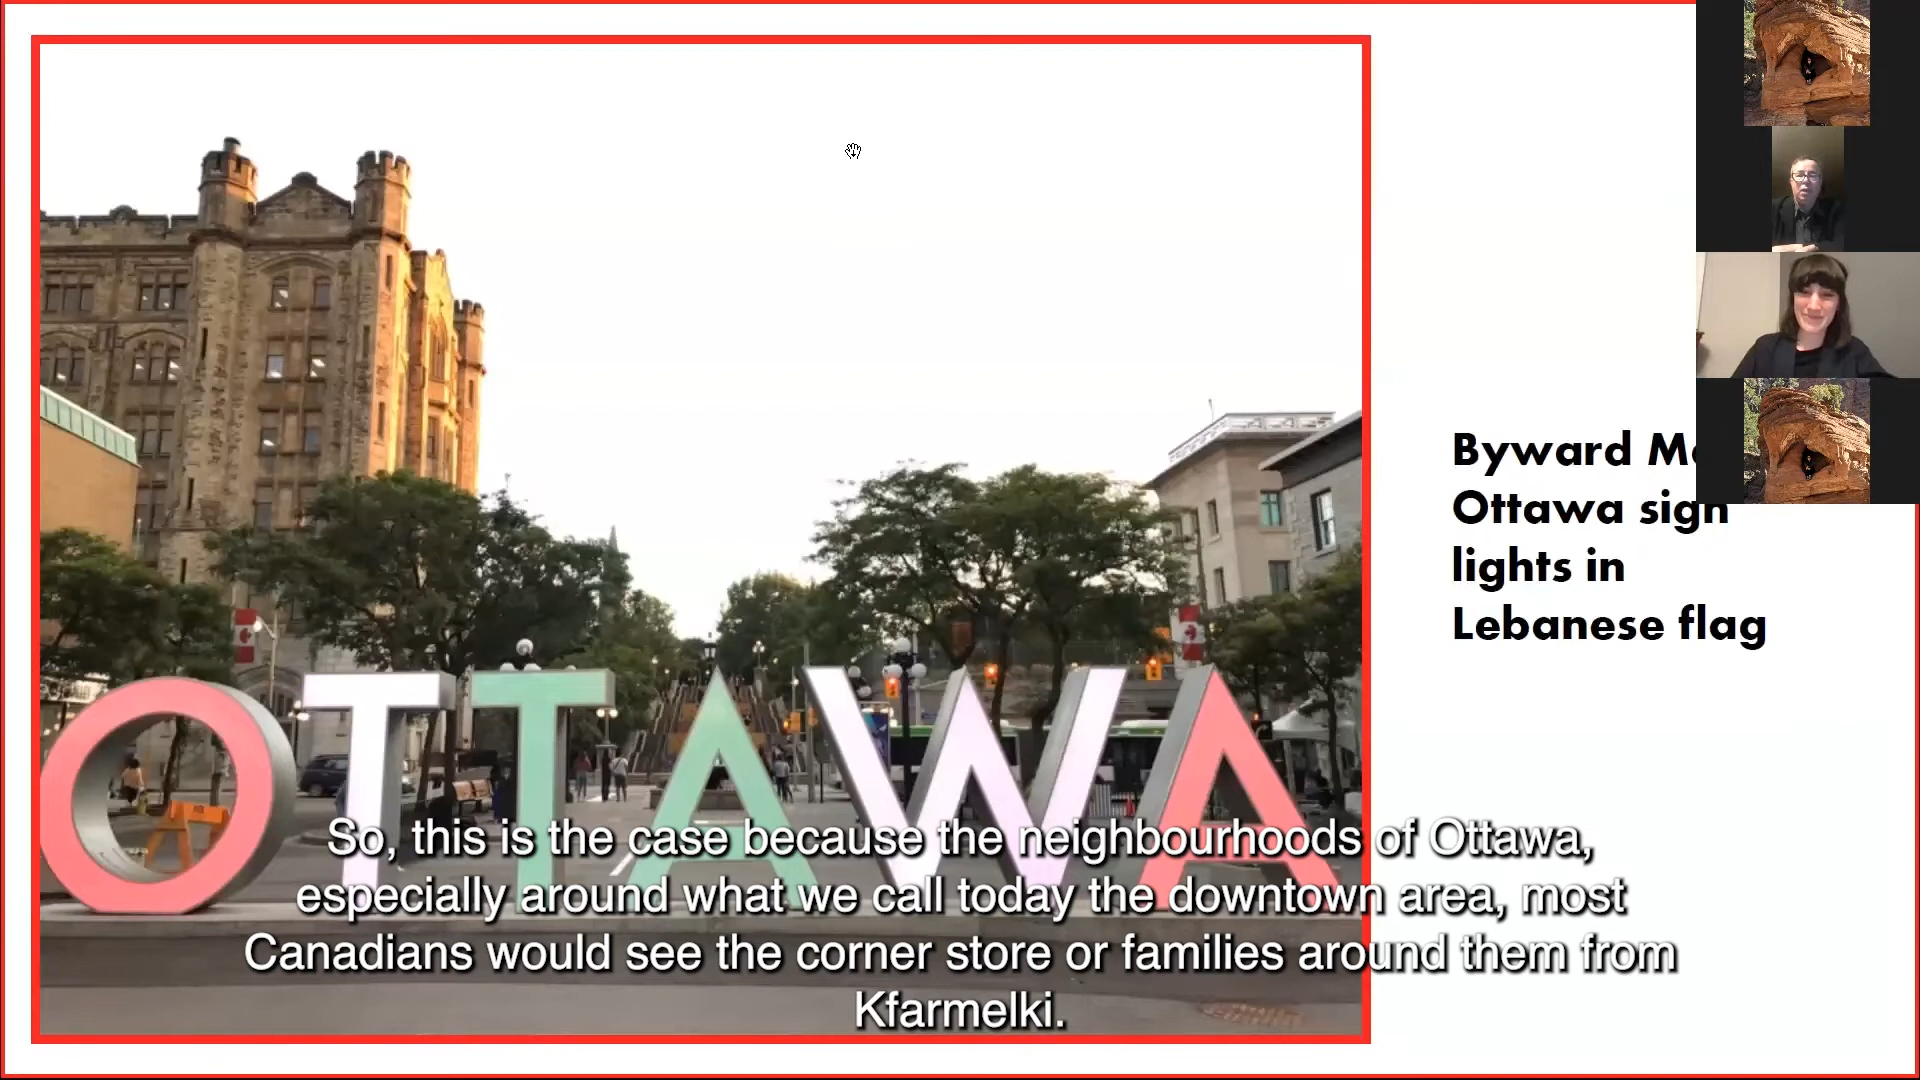 Byward
Ottawa sign
lights in
Lebanese flag
OTTAWA
So, this is the case because the neighbourhoods of Ottawa,
especially around what we call today the downtown area, most
Canadians would see the corner store or families around them from
Kfarmelki.